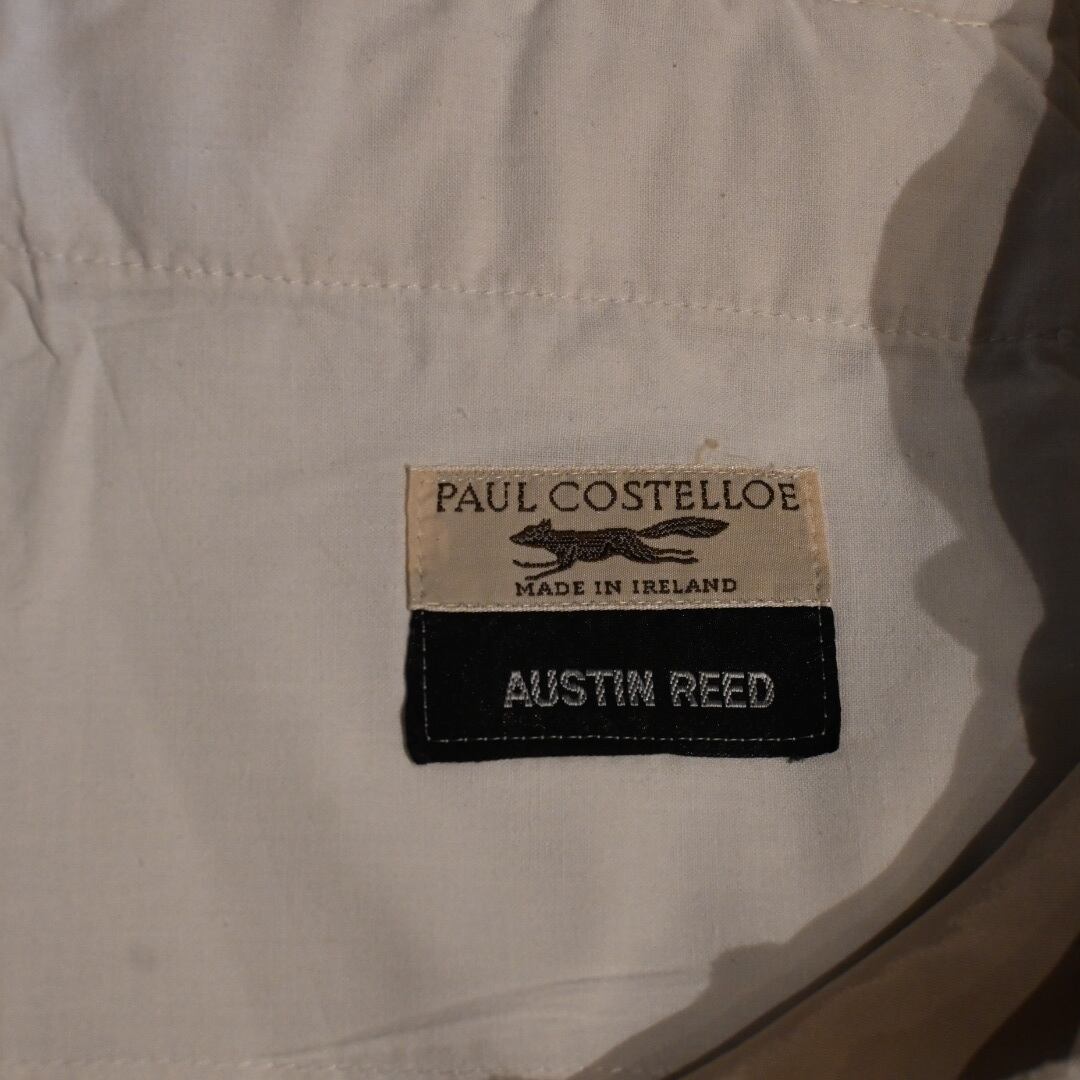 PAUL COSTELLOE
MADE IN IRELAND
AUSTIN REED